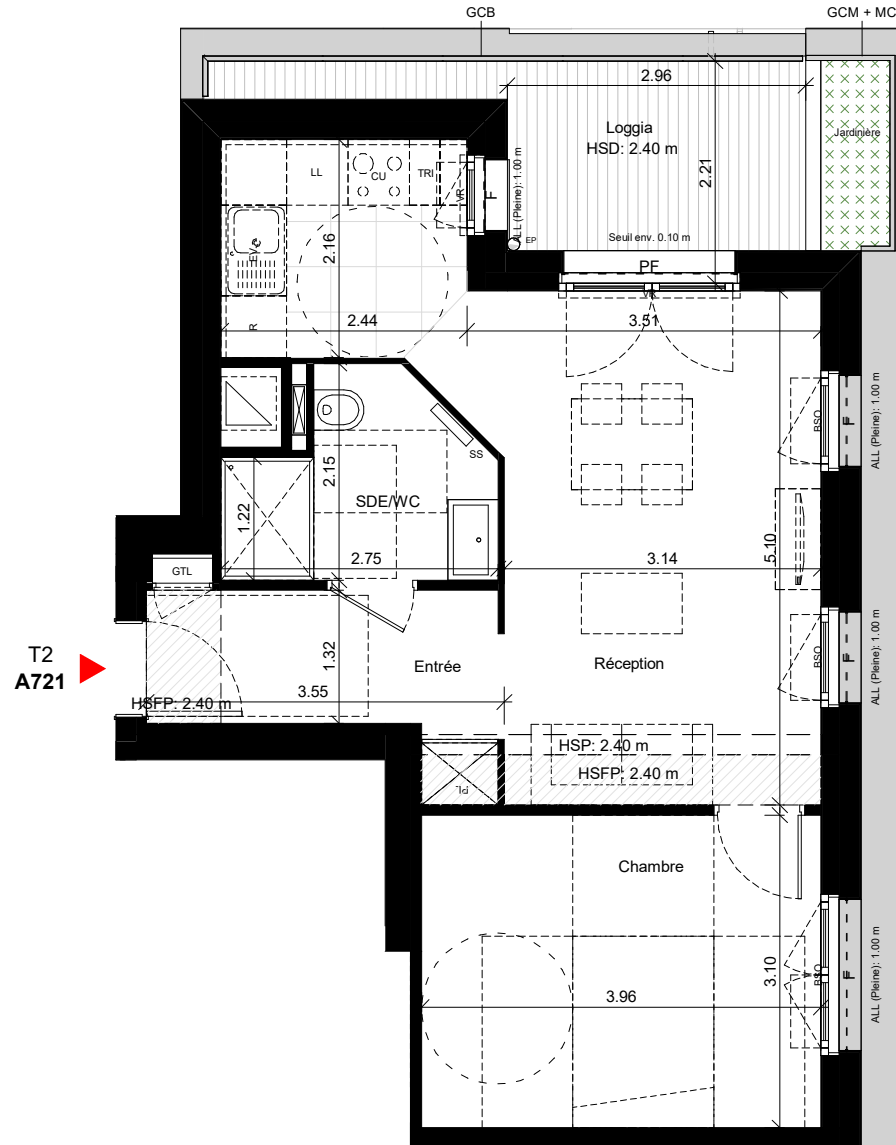 GCB
GCM + MC
2.96
Loggia
HSD: 2.40 m
Jardinière
2.21
LL
CU
TRI
VR
F
ALL (Pleine): 1.00 m
EP
Seuil env. 0.10 m
PF
VR
EV
2.16
R
2.44
3.51
BSO
F
ALL (Pleine): 1.00 m
SS
2.15
SDE/WC
1.22
2.75
3.14
5.10
GTL
T2
A721
1.32
Entrée
3.55
HSFP: 2.40 m
Réception
BSO
F
ALL (Pleine): 1.00 m
HSP: 2.40 m
HSFP: 2.40 m
PL
Chambre
3.10
3.96
BSO
F
ALL (Pleine): 1.00 m